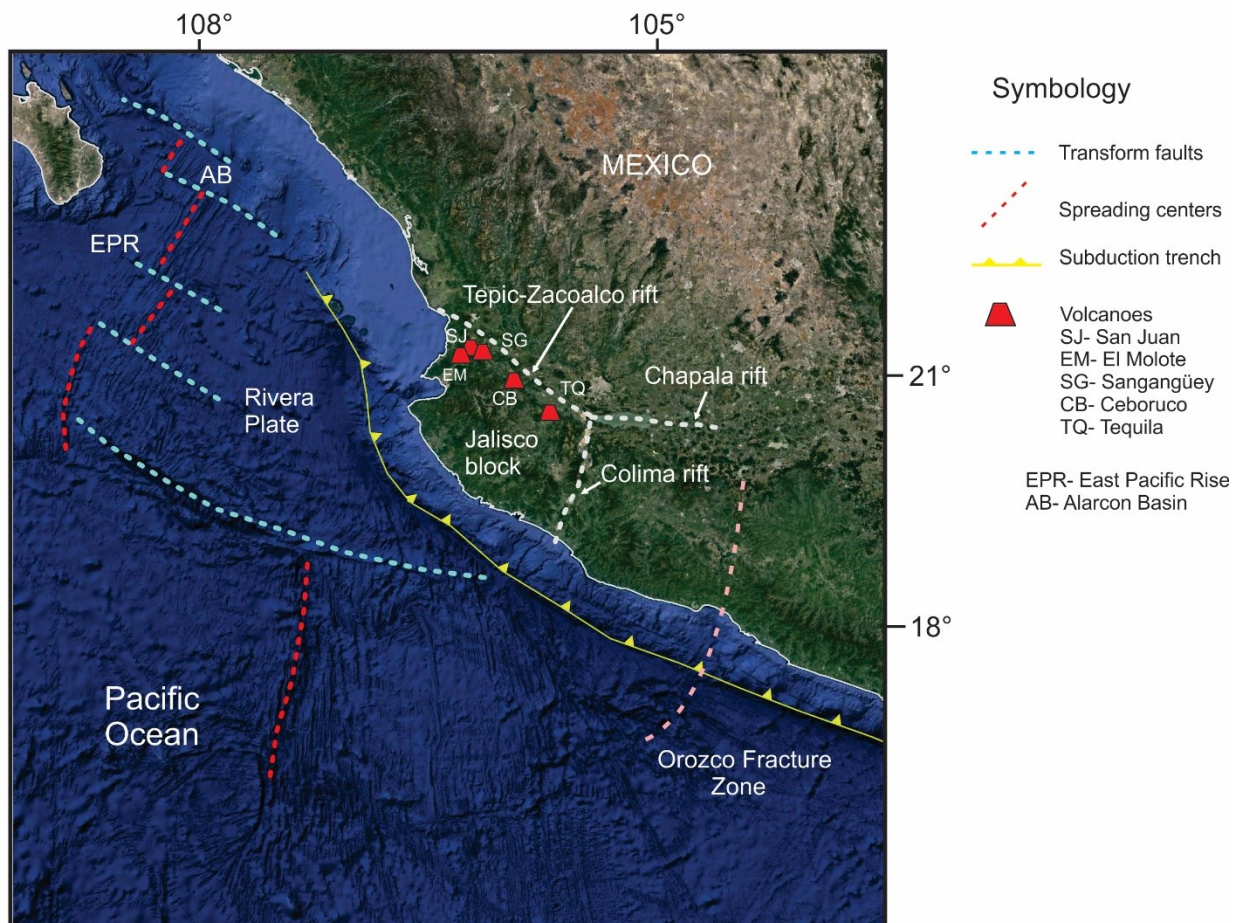 108°
105°
MEXICO
AB
EPR
Tepic-Zacoalco rift
SJ
SG
EM
CB
TQ
Chapala rift
21°
Rivera
Plate
Jalisco
block
Colima rift
18°
Pacific
Ocean
Orozco Fracture
Zone
Symbology
Transform faults
Spreading centers
Subduction trench
Volcanoes
SJ- San Juan
EM- El Molote
SG- Sangangüey
CB- Ceboruco
TQ- Tequila
EPR- East Pacific Rise
AB- Alarcon Basin